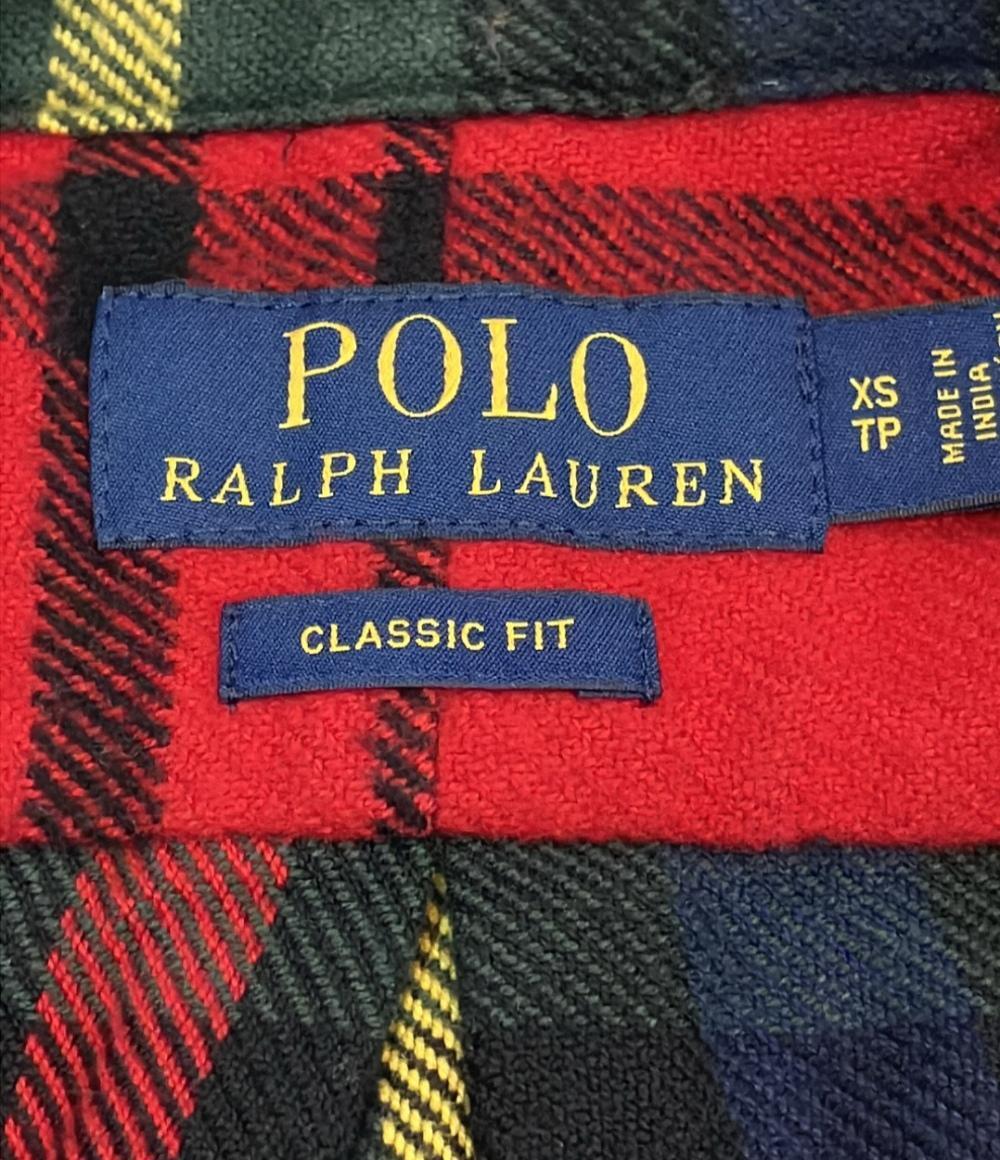 POLO
RALPH LAUREN
XS
TP
MADE IN
INDIA
CLASSIC FIT